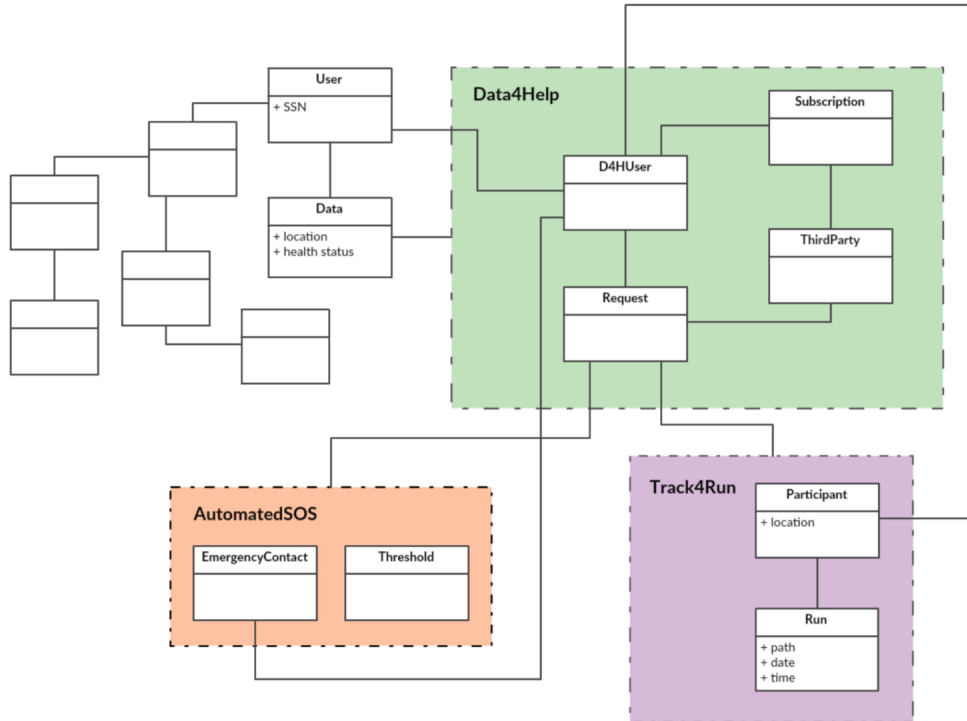 User
+ SSN
Data
+ location
+ health status
Data4Help
Subscription
D4HUser
ThirdParty
Request
AutomatedSOS
EmergencyContact
Threshold
Track4Run
Participant
+ location
Run
+ path
+ date
+ time